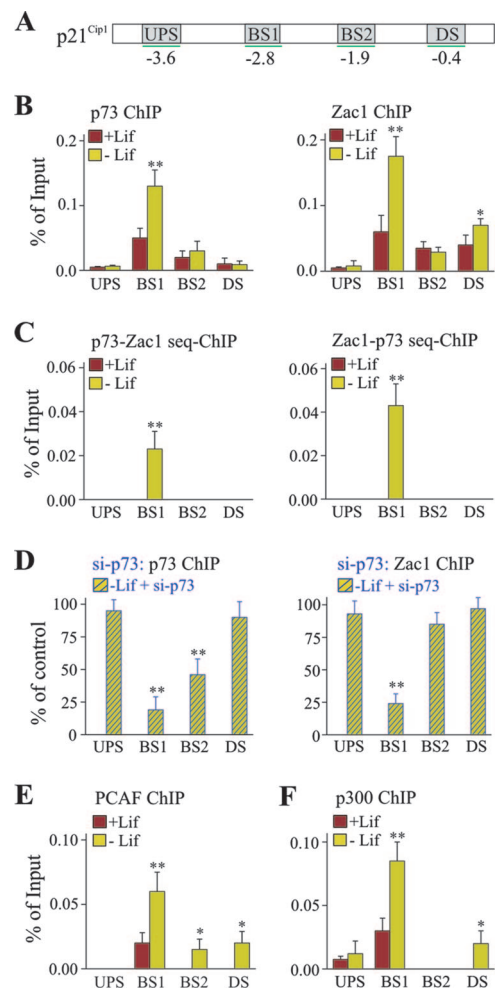 A
p21Cip1 UPS BS1 BS2 DS
-3.6 -2.8 -1.9 -0.4
B
p73 ChIP
+Lif
- Lif
% of Input
0.2
0.1
0.0
**
UPS BS1 BS2 DS
Zac1 ChIP
+Lif
- Lif
0.2
0.1
0.0
**
*
UPS BS1 BS2 DS
C
p73-Zac1 seq-ChIP
+Lif
- Lif
% of Input
0.06
0.04
0.02
0.00
**
UPS BS1 BS2 DS
Zac1-p73 seq-ChIP
+Lif
- Lif
0.06
0.04
0.02
0.00
**
UPS BS1 BS2 DS
D
si-p73: p73 ChIP
-Lif + si-p73
% of control
100
75
50
25
0
**
**
UPS BS1 BS2 DS
si-p73: Zac1 ChIP
-Lif + si-p73
100
75
50
25
0
**
UPS BS1 BS2 DS
E
PCAF ChIP
+Lif
- Lif
% of Input
0.10
0.05
0.00
**
*
*
UPS BS1 BS2 DS
F
p300 ChIP
+Lif
- Lif
0.10
0.05
0.00
**
*
UPS BS1 BS2 DS